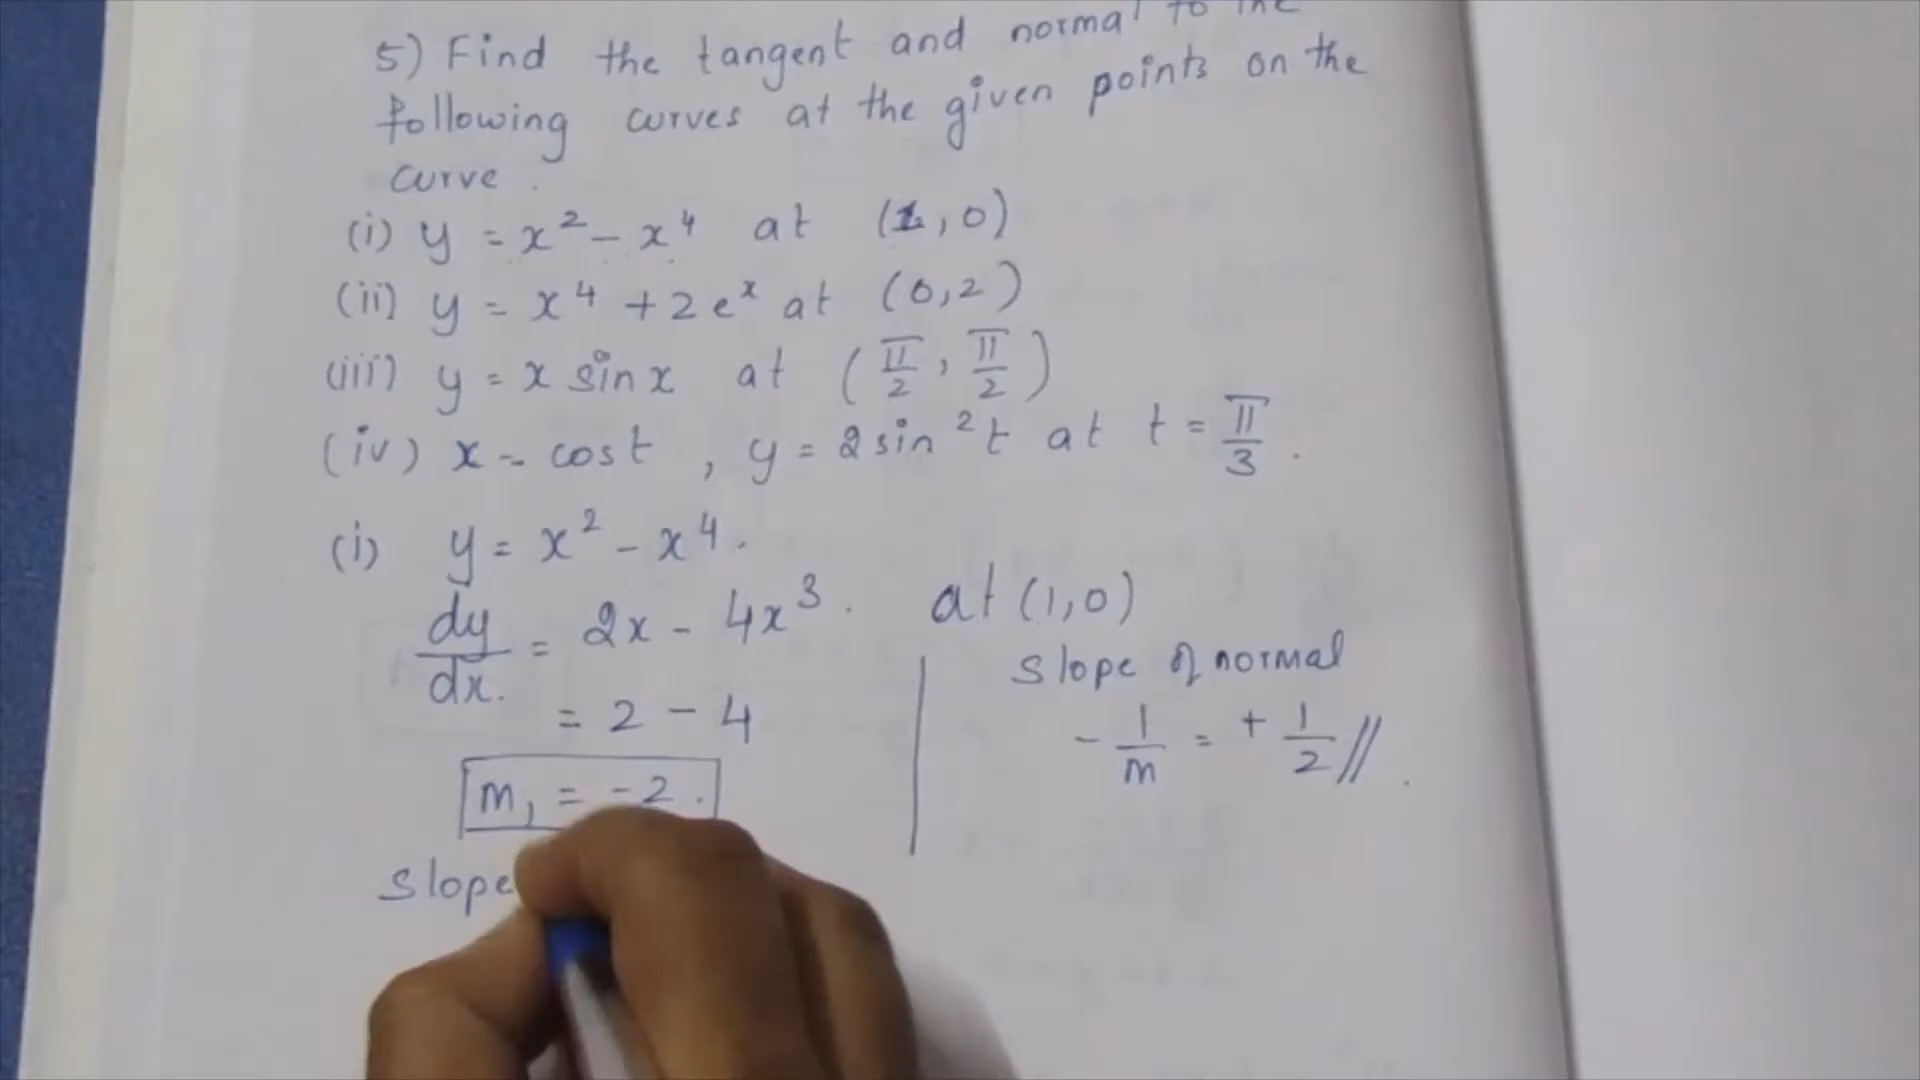 5) Find the tangent and normal to the
following curves at the given points on the
curve.
(i) y = x² - x⁴ at (1,0)
(ii) y = x⁴ + 2eˣ at (0,2)
(iii) y = x sin x at (π/2, π/2)
(iv) x = cos t, y = 2 sin² t at t = π/3.
(i) y = x² - x⁴.
dy/dx. = 2x - 4x³. at (1,0)
= 2 - 4
m₁ = -2.
slope
slope of normal
- 1/m = + 1/2 //.